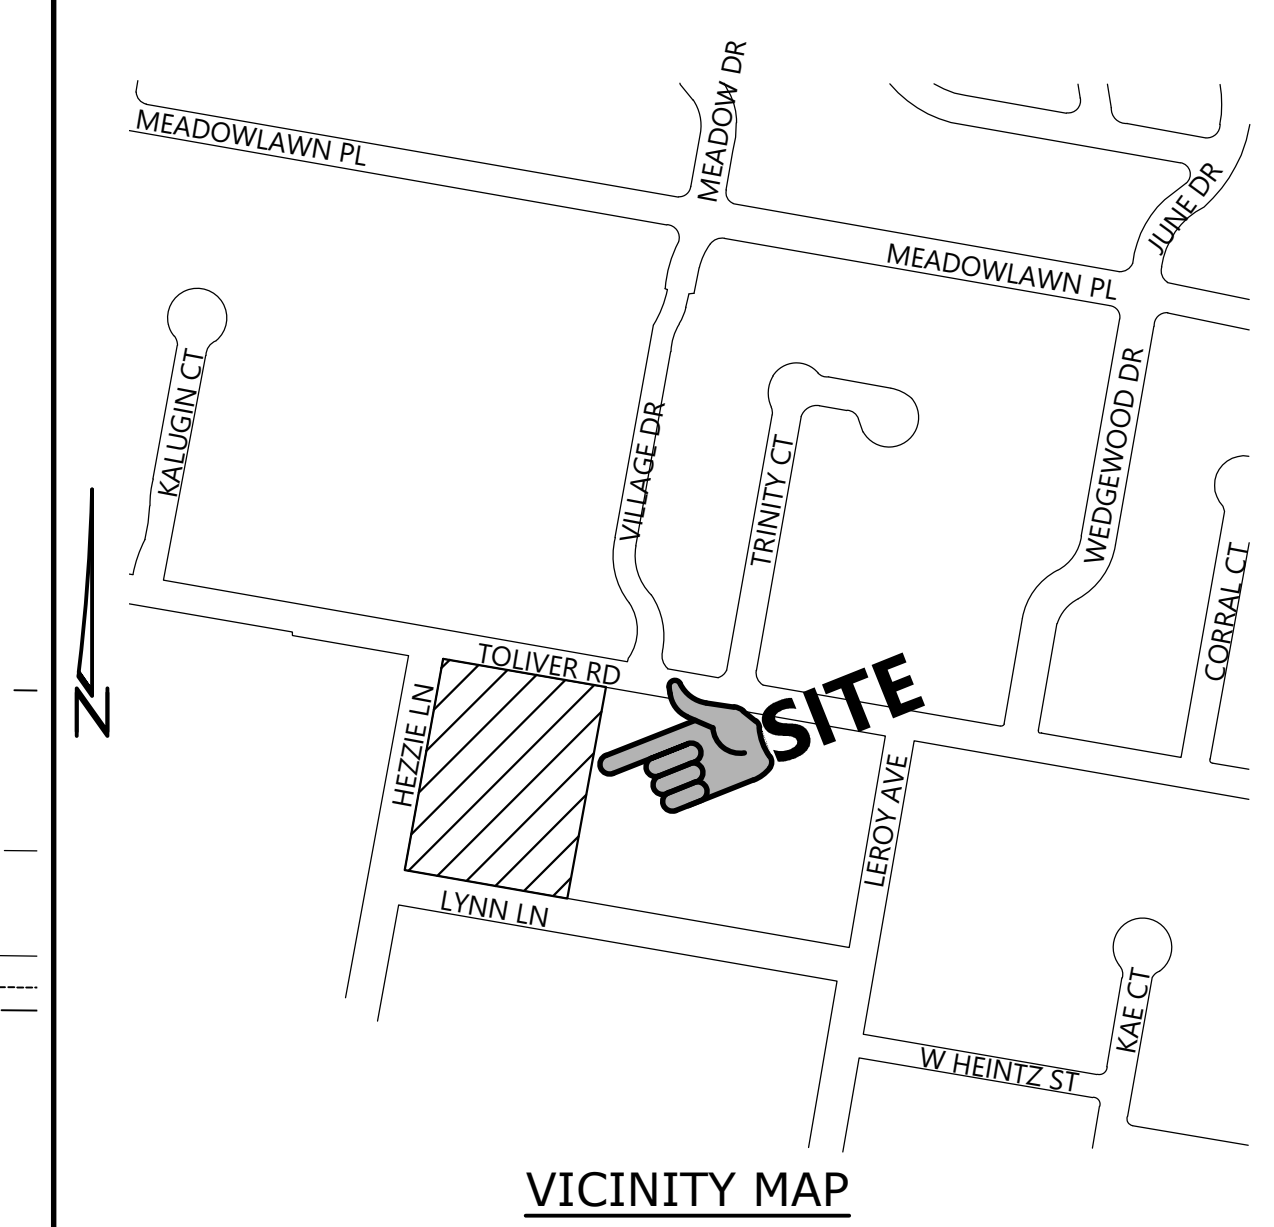 MEADOW DR
MEADOWLAWN PL
JUNE DR
MEADOWLAWN PL
KALUGIN CT
VILLAGE DR
TRINITY CT
WEDGEWOOD DR
CORRAL CT
TOLIVER RD
SITE
N
HEZZIE LN
LEROY AVE
LYNN LN
KAE CT
W HEINTZ ST
VICINITY MAP